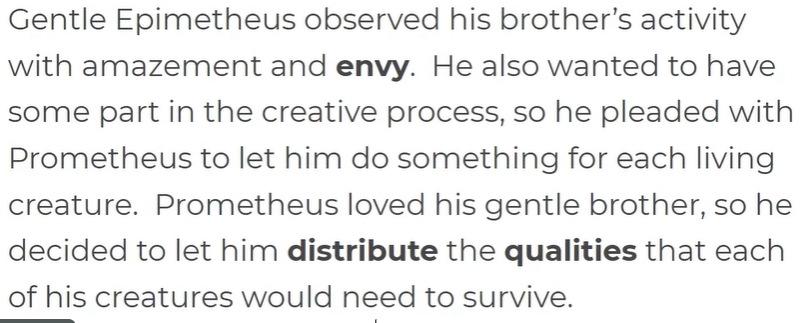 Gentle Epimetheus observed his brother’s activity
with amazement and envy.  He also wanted to have
some part in the creative process, so he pleaded with
Prometheus to let him do something for each living
creature.  Prometheus loved his gentle brother, so he
decided to let him distribute the qualities that each
of his creatures would need to survive.